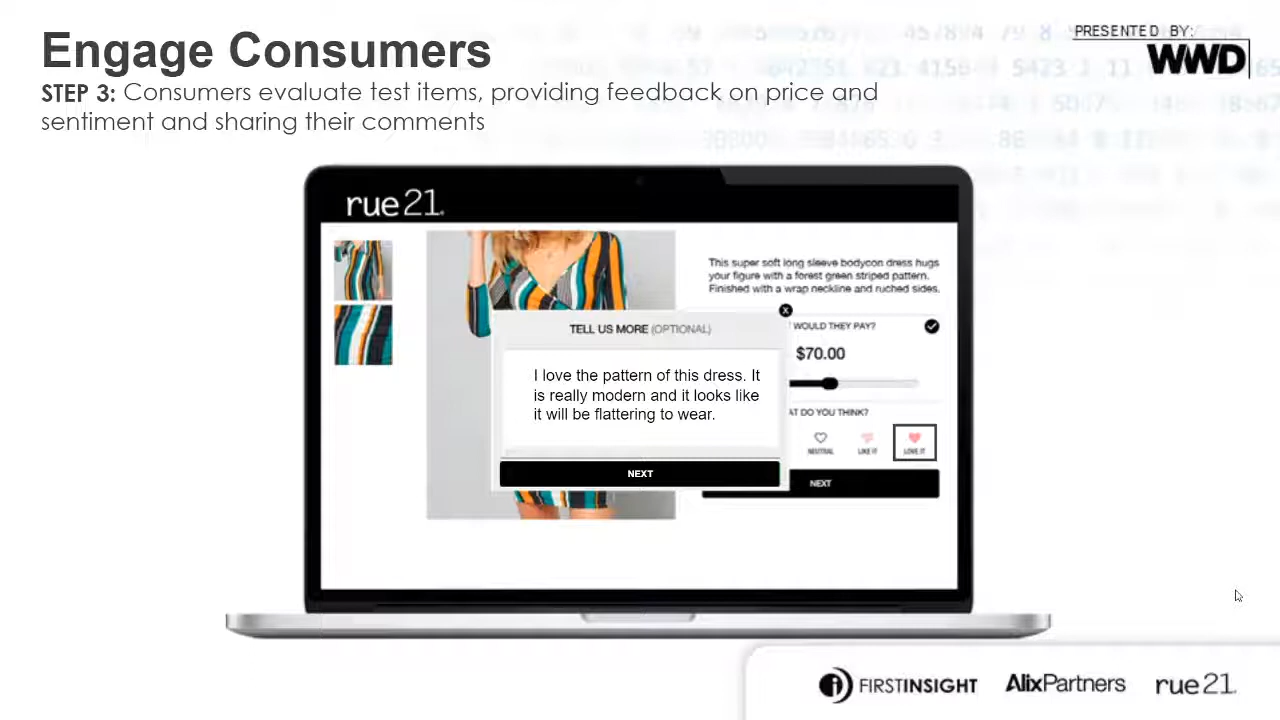 Engage Consumers
PRESENTED BY:
WWD
STEP 3: Consumers evaluate test items, providing feedback on price and
sentiment and sharing their comments
rue21.
This super soft long sleeve bodycon dress hugs
your figure with a forest green striped pattern.
Finished with a wrap neckline and ruched sides.
X
TELL US MORE (OPTIONAL)
WOULD THEY PAY?
$70.00
I love the pattern of this dress. It
is really modern and it looks like
it will be flattering to wear.
DO YOU THINK?
NEUTRAL LIKE IT LOVE IT
NEXT
NEXT
FIRSTINSIGHT AlixPartners rue21.